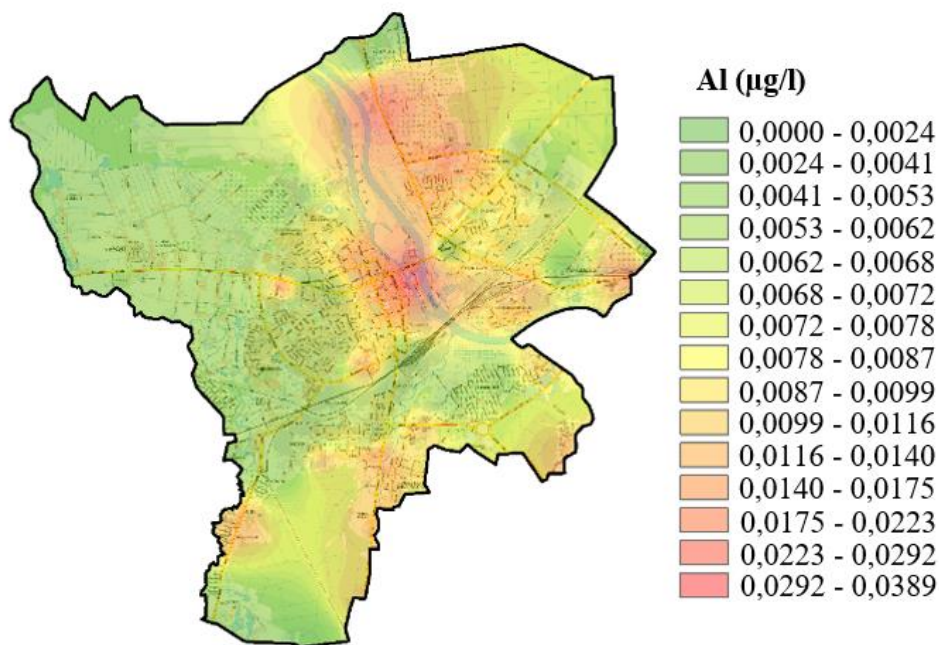 Al (µg/l)
0,0000 - 0,0024
0,0024 - 0,0041
0,0041 - 0,0053
0,0053 - 0,0062
0,0062 - 0,0068
0,0068 - 0,0072
0,0072 - 0,0078
0,0078 - 0,0087
0,0087 - 0,0099
0,0099 - 0,0116
0,0116 - 0,0140
0,0140 - 0,0175
0,0175 - 0,0223
0,0223 - 0,0292
0,0292 - 0,0389